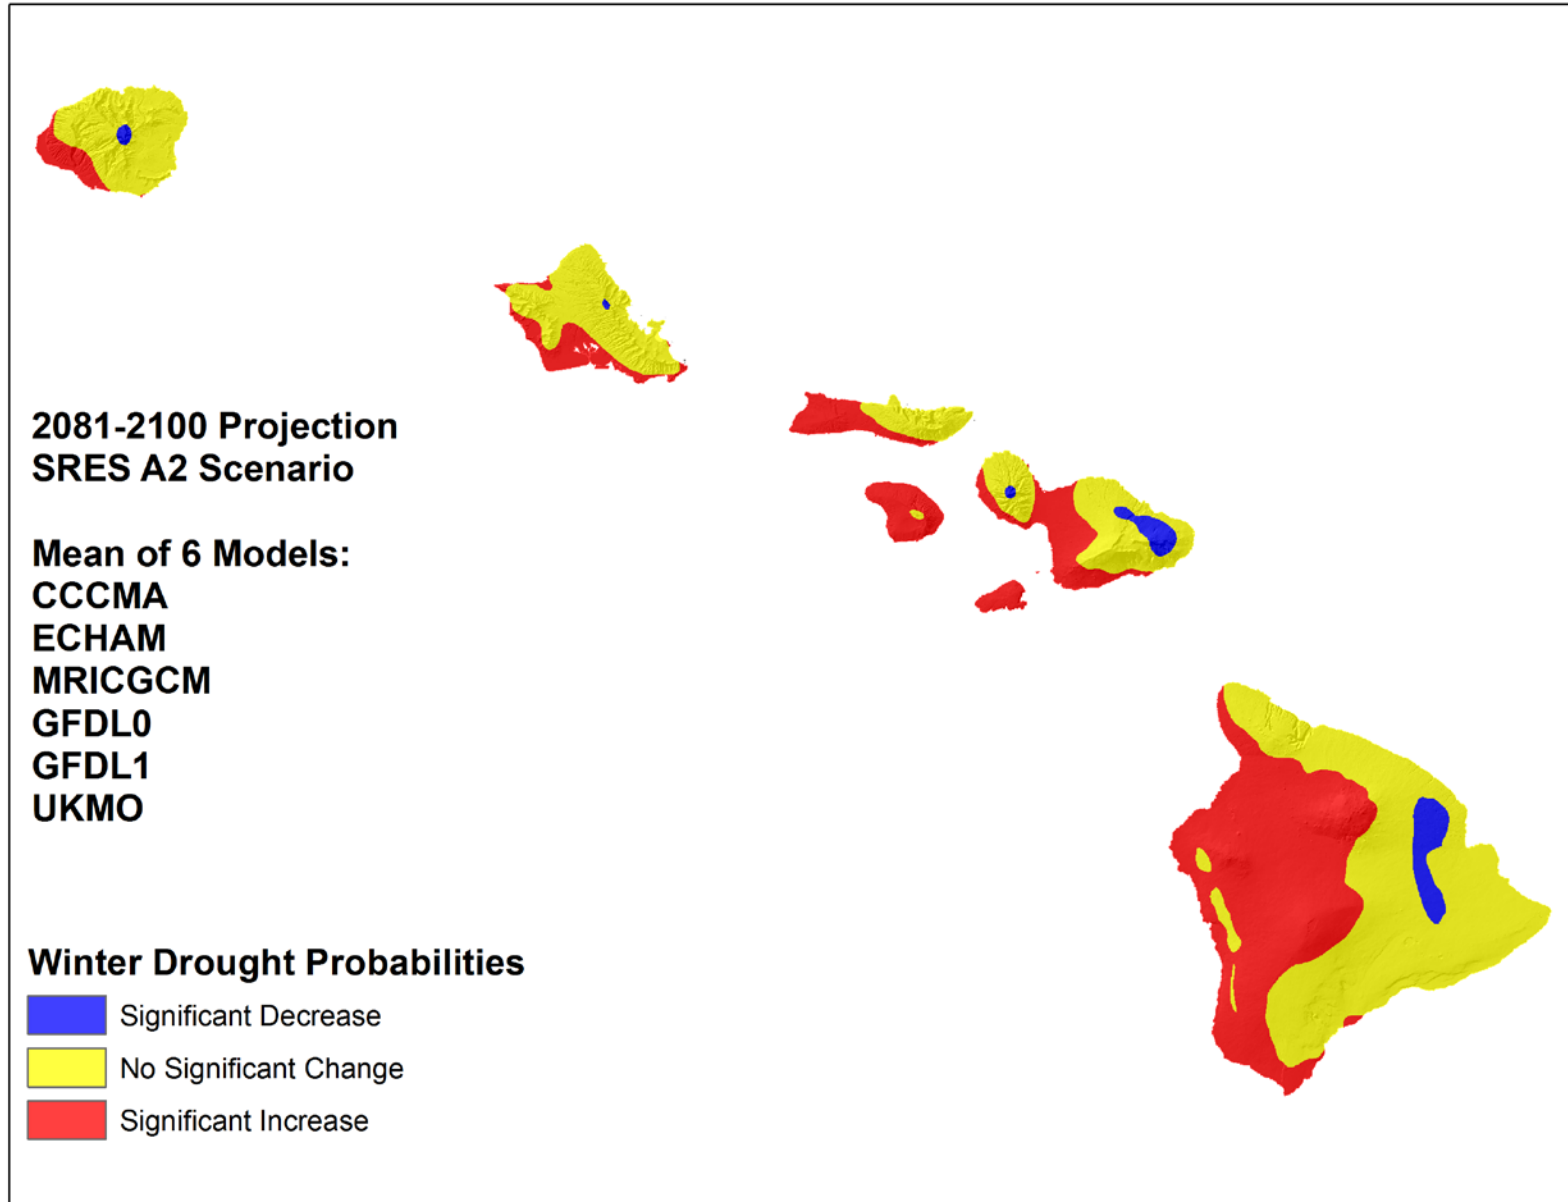 2081-2100 Projection
SRES A2 Scenario
Mean of 6 Models:
CCCMA
ECHAM
MRICGCM
GFDL0
GFDL1
UKMO
Winter Drought Probabilities
Significant Decrease
No Significant Change
Significant Increase